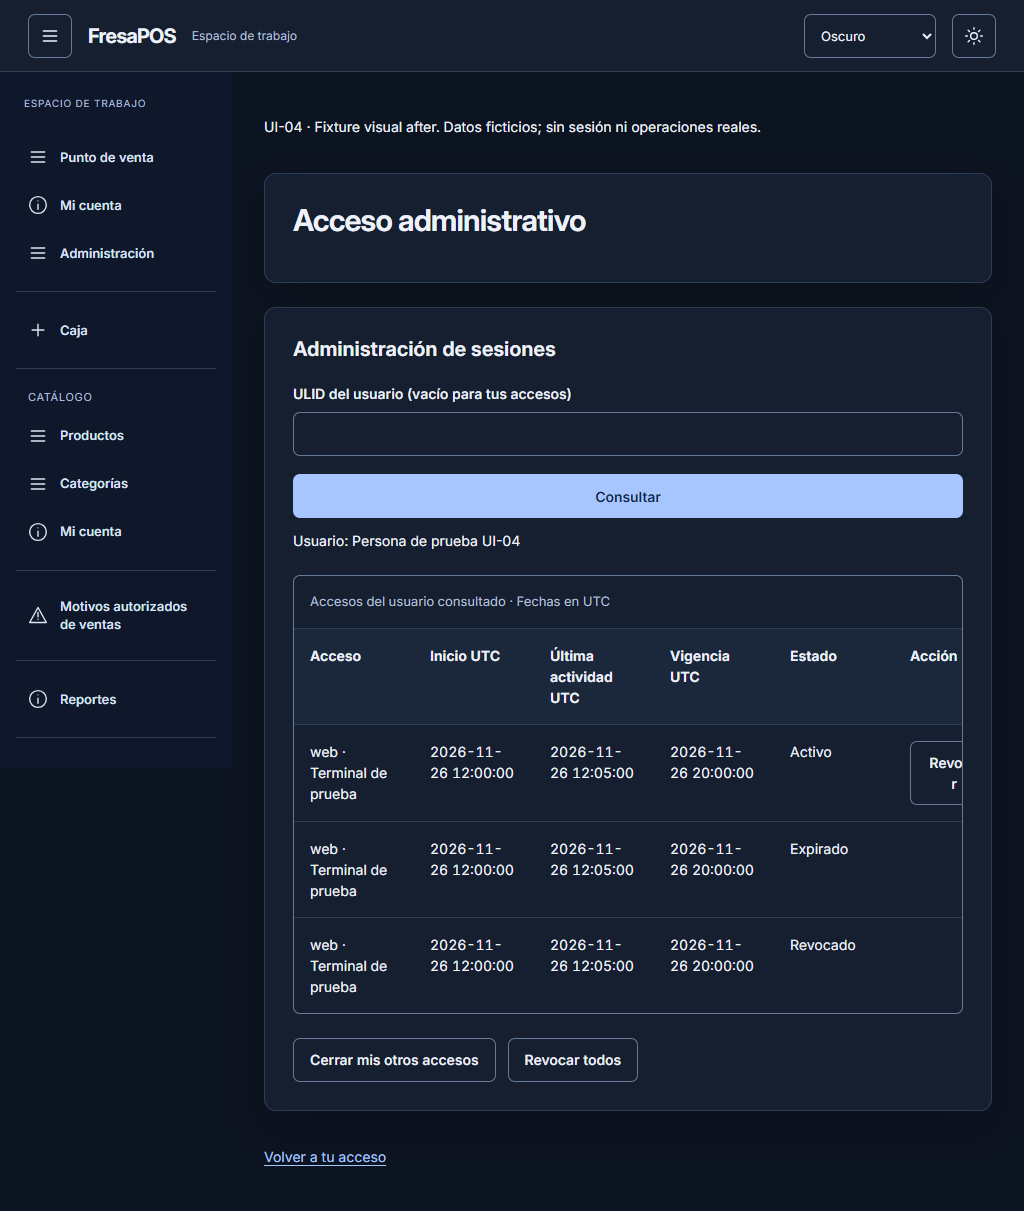 FresaPOS
Espacio de trabajo
Oscuro
ESPACIO DE TRABAJO
Punto de venta
Mi cuenta
Administración
Caja
CATÁLOGO
Productos
Categorías
Mi cuenta
Motivos autorizados
de ventas
Reportes
UI-04 · Fixture visual after. Datos ficticios; sin sesión ni operaciones reales.
Acceso administrativo
Administración de sesiones
ULID del usuario (vacío para tus accesos)
Consultar
Usuario: Persona de prueba UI-04
Accesos del usuario consultado · Fechas en UTC
Acceso
Inicio UTC
Última
actividad
UTC
Vigencia
UTC
Estado
Acción
web ·
Terminal de
prueba
2026-11-
26 12:00:00
2026-11-
26 12:05:00
2026-11-
26 20:00:00
Activo
Revo
r
web ·
Terminal de
prueba
2026-11-
26 12:00:00
2026-11-
26 12:05:00
2026-11-
26 20:00:00
Expirado
web ·
Terminal de
prueba
2026-11-
26 12:00:00
2026-11-
26 12:05:00
2026-11-
26 20:00:00
Revocado
Cerrar mis otros accesos
Revocar todos
Volver a tu acceso